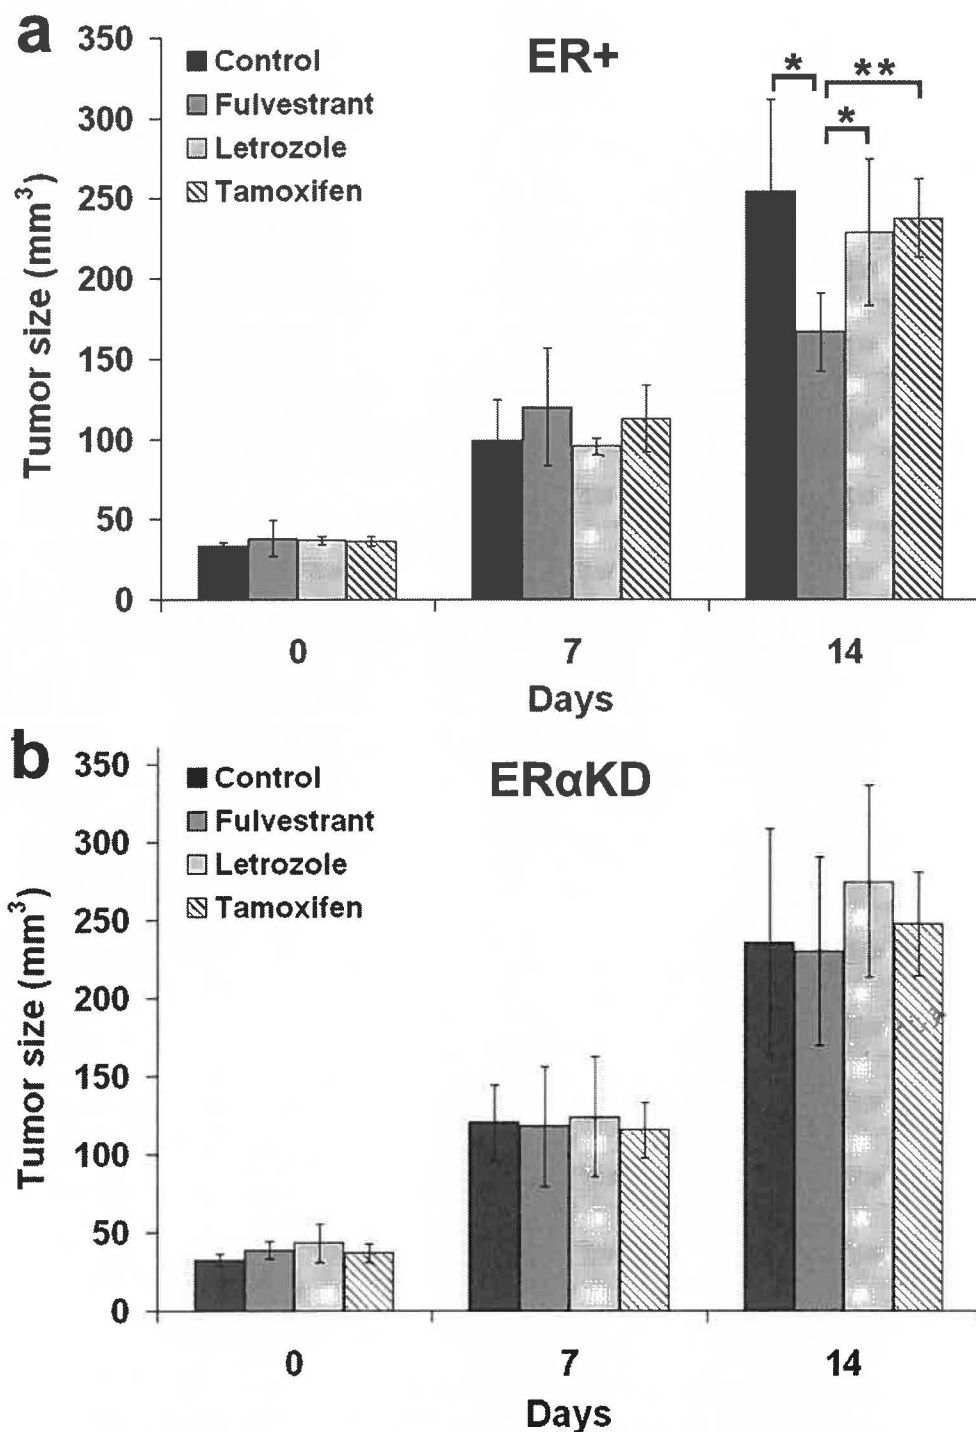 a
ER+
Control
Fulvestrant
Letrozole
Tamoxifen
* **
*
350
300
250
200
150
100
50
0
Tumor size (mm³)
0 7 14
Days
b
ERαKD
Control
Fulvestrant
Letrozole
Tamoxifen
350
300
250
200
150
100
50
0
Tumor size (mm³)
0 7 14
Days